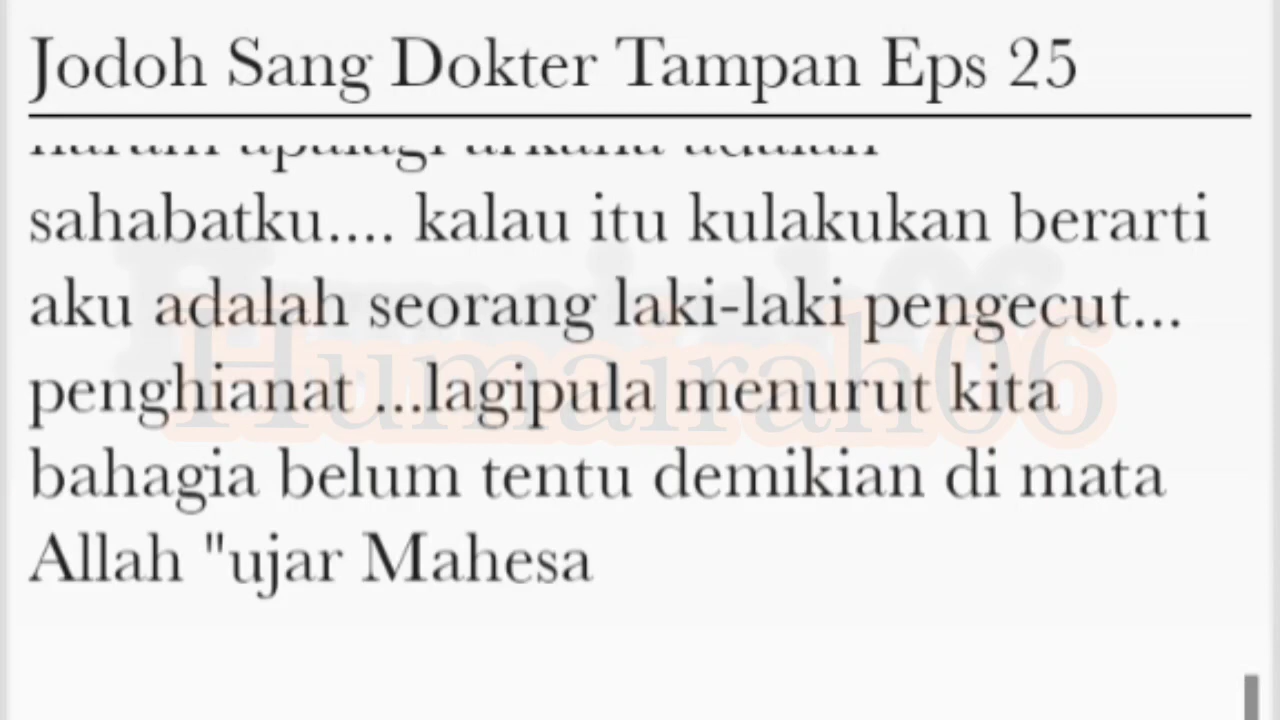 Jodoh Sang Dokter Tampan Eps 25
sahabatku.... kalau itu kulakukan berarti
aku adalah seorang laki-laki pengecut...
penghianat ...lagipula menurut kita
bahagia belum tentu demikian di mata
Allah "ujar Mahesa
Humairah06